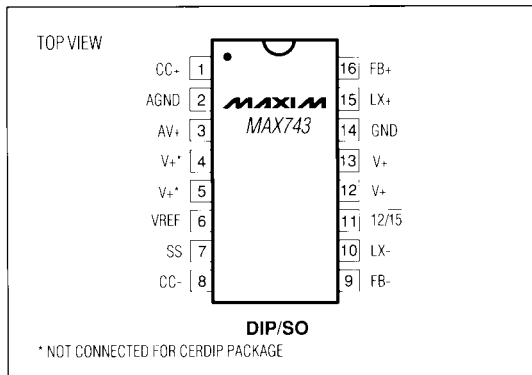 TOP VIEW
CC+ 1 16 FB+
AGND 2 MAXIM 15 LX+
AV+ 3 MAX743 14 GND
V+* 4 13 V+
V+* 5 12 V+
VREF 6 11 12/1̅5̅
SS 7 10 LX-
CC- 8 9 FB-
DIP/SO
* NOT CONNECTED FOR CERDIP PACKAGE